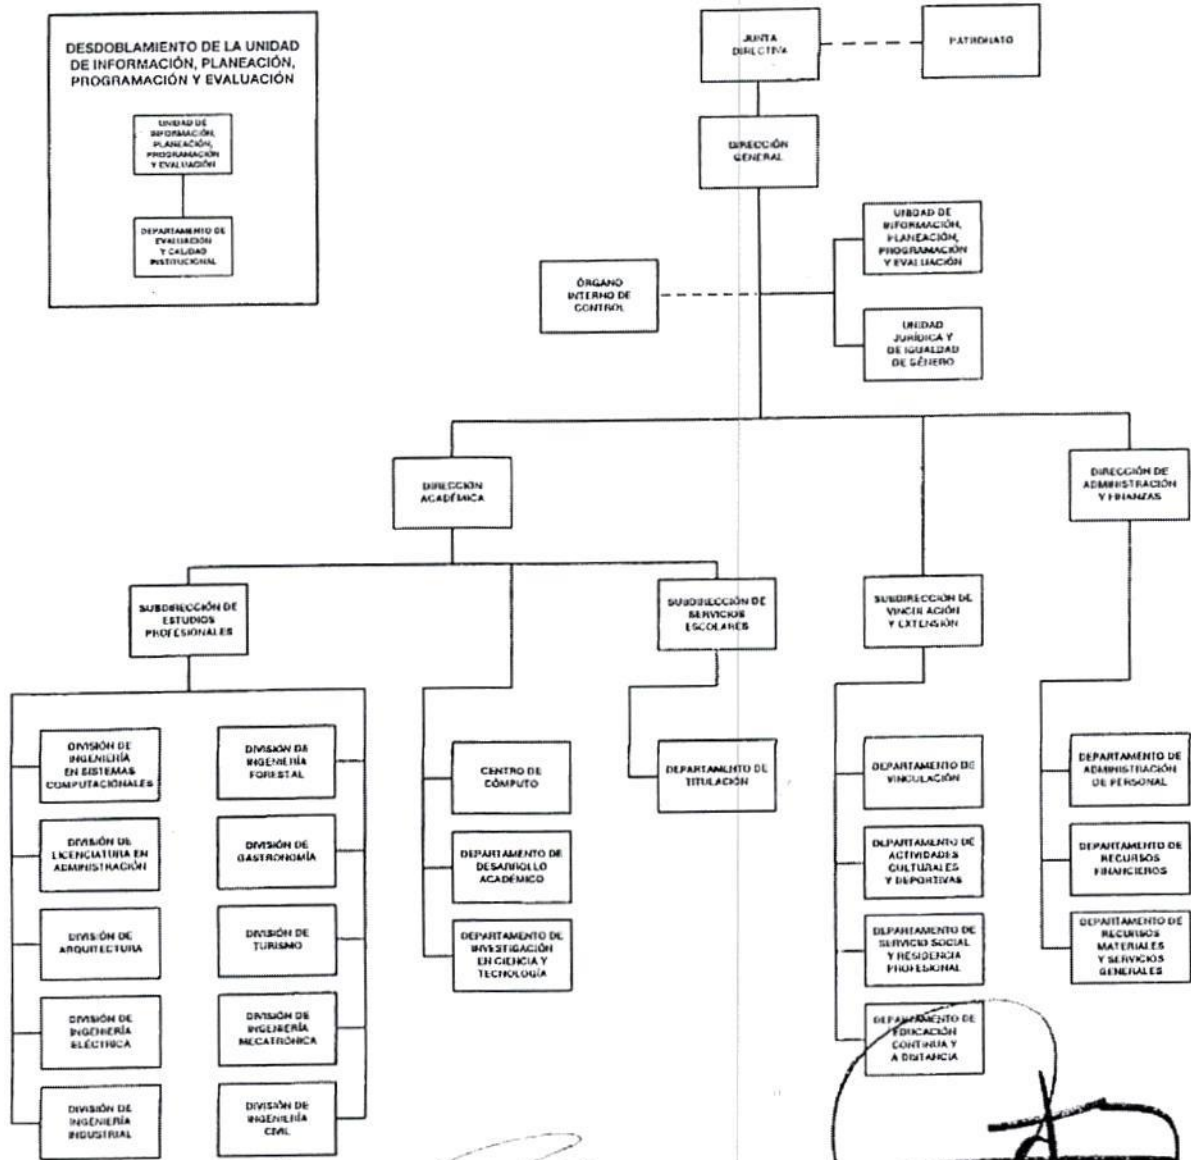 DESDOBLAMIENTO DE LA UNIDAD
DE INFORMACIÓN, PLANEACIÓN,
PROGRAMACIÓN Y EVALUACIÓN
UNIDAD DE
INFORMACIÓN,
PLANEACIÓN,
PROGRAMACIÓN
Y EVALUACIÓN
DEPARTAMENTO DE
EVALUACIÓN
Y CALIDAD
INSTITUCIONAL
JUNTA
DIRECTIVA
PATRONATO
DIRECCIÓN
GENERAL
ÓRGANO
INTERNO DE
CONTROL
UNIDAD DE
INFORMACIÓN,
PLANEACIÓN,
PROGRAMACIÓN
Y EVALUACIÓN
UNIDAD
JURÍDICA Y
DE IGUALDAD
DE GÉNERO
DIRECCIÓN
ACADÉMICA
DIRECCIÓN DE
ADMINISTRACIÓN
Y FINANZAS
SUBDIRECCIÓN DE
ESTUDIOS
PROFESIONALES
SUBDIRECCIÓN DE
SERVICIOS
ESCOLARES
SUBDIRECCIÓN DE
VINCULACIÓN
Y EXTENSIÓN
DIVISIÓN DE
INGENIERÍA
EN SISTEMAS
COMPUTACIONALES
DIVISIÓN DE
LICENCIATURA EN
ADMINISTRACIÓN
DIVISIÓN DE
ARQUITECTURA
DIVISIÓN DE
INGENIERÍA
ELÉCTRICA
DIVISIÓN DE
INGENIERÍA
INDUSTRIAL
DIVISIÓN DE
INGENIERÍA
FORESTAL
DIVISIÓN DE
GASTRONOMÍA
DIVISIÓN DE
TURISMO
DIVISIÓN DE
INGENIERÍA
MECATRÓNICA
DIVISIÓN DE
INGENIERÍA
CIVIL
CENTRO DE
CÓMPUTO
DEPARTAMENTO DE
DESARROLLO
ACADÉMICO
DEPARTAMENTO DE
INVESTIGACIÓN
EN CIENCIA Y
TECNOLOGÍA
DEPARTAMENTO DE
TITULACIÓN
DEPARTAMENTO DE
VINCULACIÓN
DEPARTAMENTO DE
ACTIVIDADES
CULTURALES
Y DEPORTIVAS
DEPARTAMENTO DE
SERVICIO SOCIAL
Y RESIDENCIA
PROFESIONAL
DEPARTAMENTO DE
EDUCACIÓN
CONTINUA Y
A DISTANCIA
DEPARTAMENTO DE
ADMINISTRACIÓN
DE PERSONAL
DEPARTAMENTO DE
RECURSOS
FINANCIEROS
DEPARTAMENTO DE
RECURSOS
MATERIALES
Y SERVICIOS
GENERALES